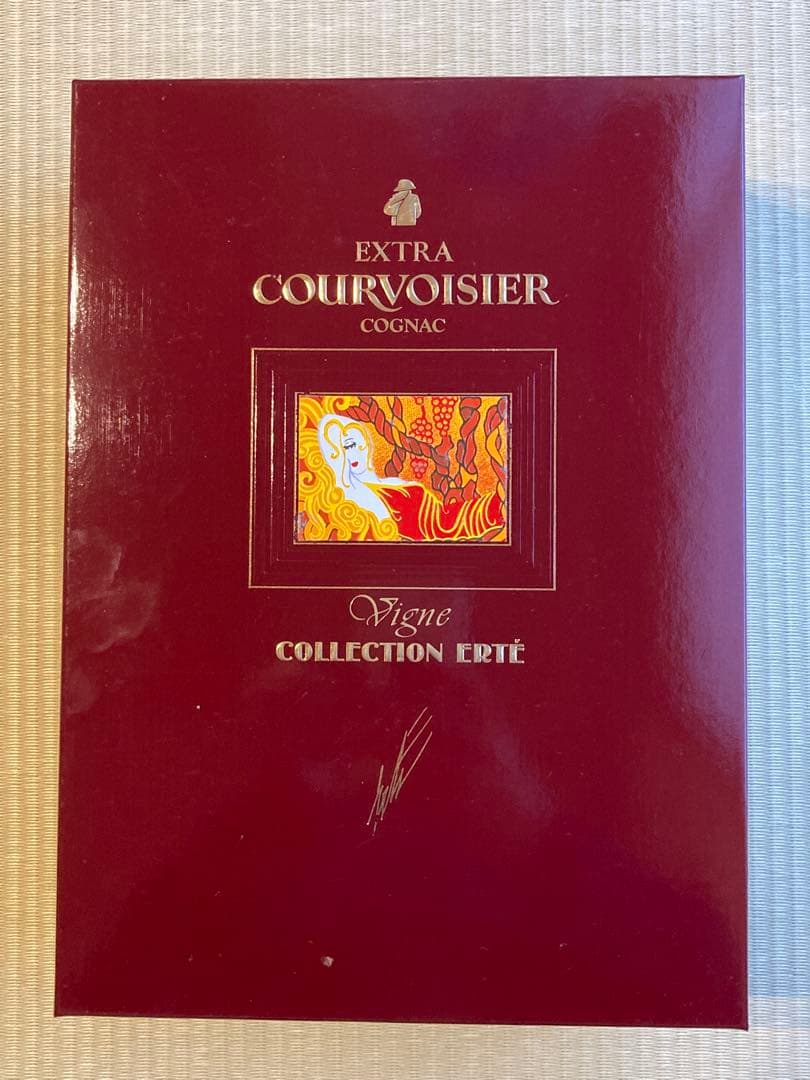 EXTRA
COURVOISIER
COGNAC
Vigne
COLLECTION ERTÉ